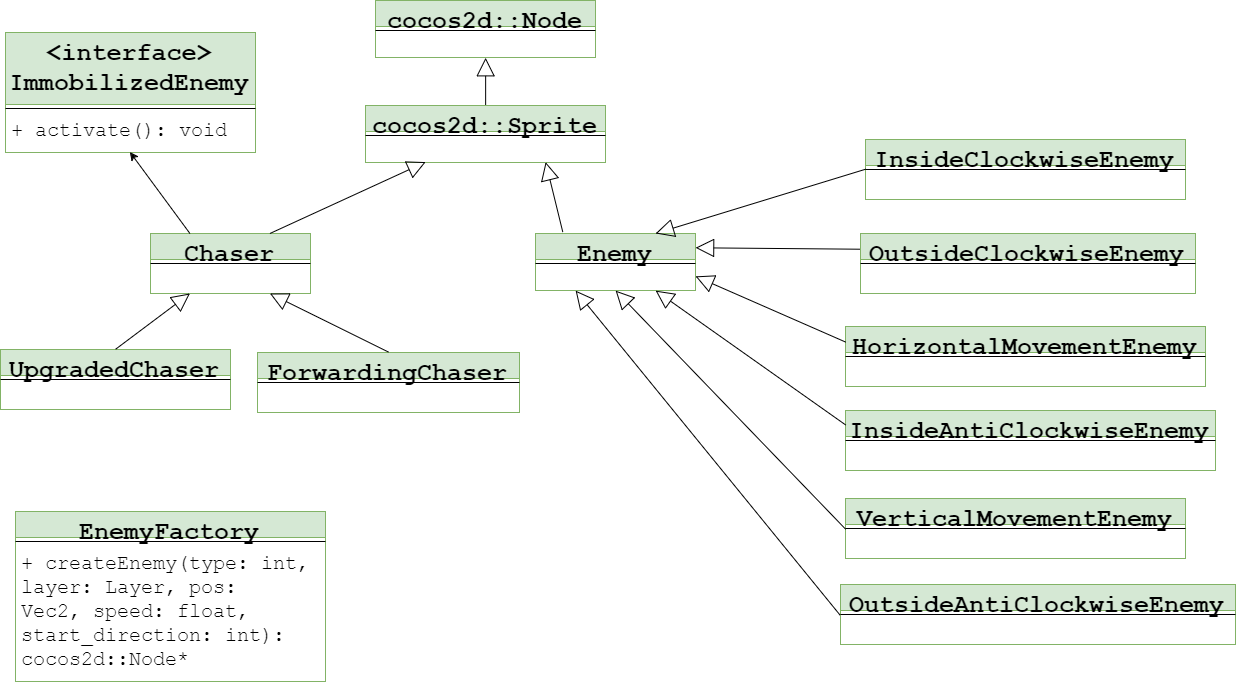 cocos2d::Node
<interface>
ImmobilizedEnemy
+ activate(): void
cocos2d::Sprite
InsideClockwiseEnemy
Chaser
Enemy
OutsideClockwiseEnemy
HorizontalMovementEnemy
UpgradedChaser
ForwardingChaser
InsideAntiClockwiseEnemy
VerticalMovementEnemy
OutsideAntiClockwiseEnemy
EnemyFactory
+ createEnemy(type: int,
layer: Layer, pos:
Vec2, speed: float,
start_direction: int):
cocos2d::Node*